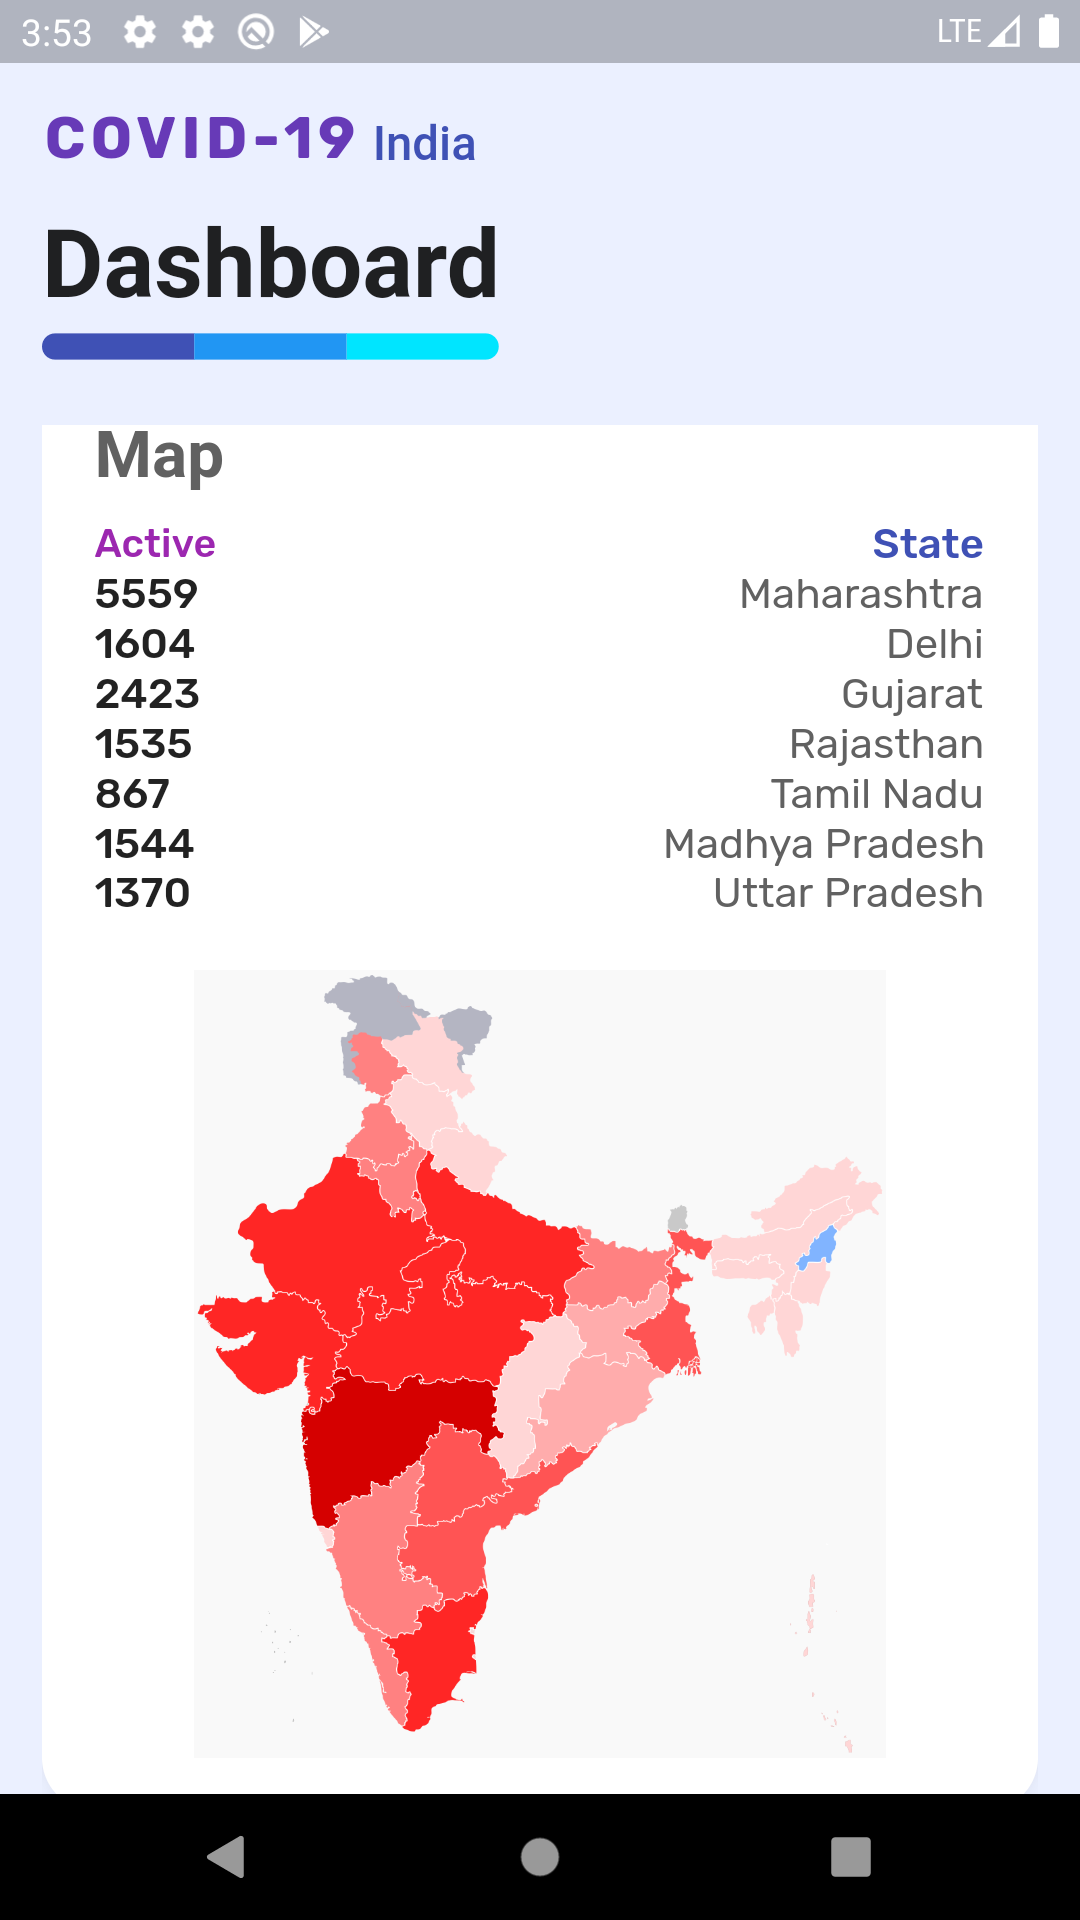 3:53 LTE
COVID-19 India
Dashboard
Map
Active State
5559 Maharashtra
1604 Delhi
2423 Gujarat
1535 Rajasthan
867 Tamil Nadu
1544 Madhya Pradesh
1370 Uttar Pradesh